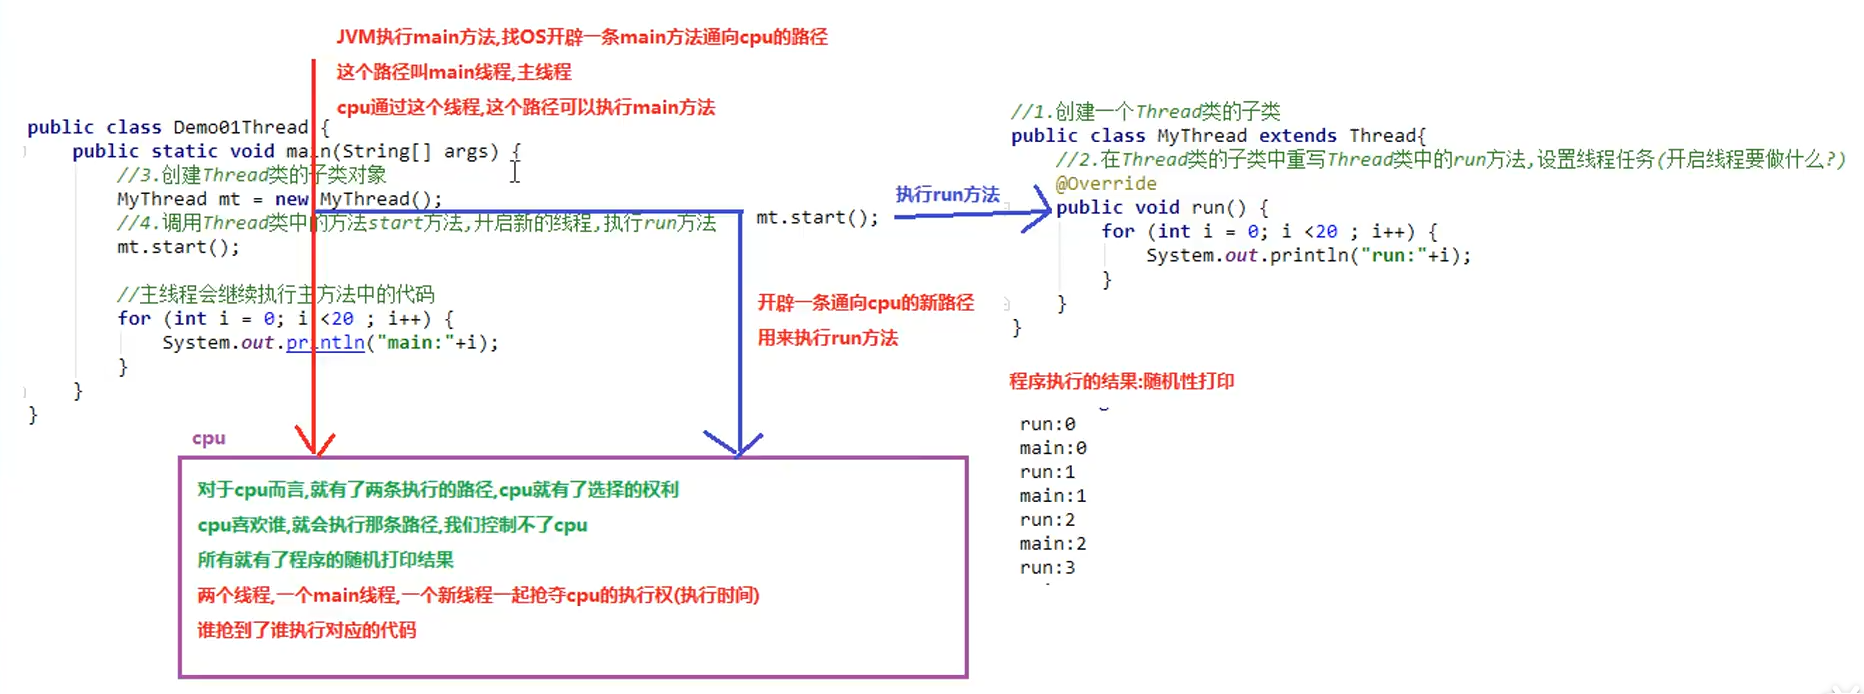 JVM执行main方法,找OS开辟一条main方法通向cpu的路径
这个路径叫main线程,主线程
cpu通过这个线程,这个路径可以执行main方法
public class Demo01Thread {
public static void main(String[] args) {
//3.创建Thread类的子类对象
MyThread mt = new MyThread();
//4.调用Thread类中的方法start方法,开启新的线程,执行run方法
mt.start();
//主线程会继续执行主方法中的代码
for (int i = 0; i <20 ; i++) {
System.out.println("main:"+i);
}
}
}
mt.start();
执行run方法
开辟一条通向cpu的新路径
用来执行run方法
//1.创建一个Thread类的子类
public class MyThread extends Thread{
//2.在Thread类的子类中重写Thread类中的run方法,设置线程任务(开启线程要做什么?)
@Override
public void run() {
for (int i = 0; i <20 ; i++) {
System.out.println("run:"+i);
}
}
}
程序执行的结果:随机性打印
run:0
main:0
run:1
main:1
run:2
main:2
run:3
cpu
对于cpu而言,就有了两条执行的路径,cpu就有了选择的权利
cpu喜欢谁,就会执行那条路径,我们控制不了cpu
所有就有了程序的随机打印结果
两个线程,一个main线程,一个新线程一起抢夺cpu的执行权(执行时间)
谁抢到了谁执行对应的代码